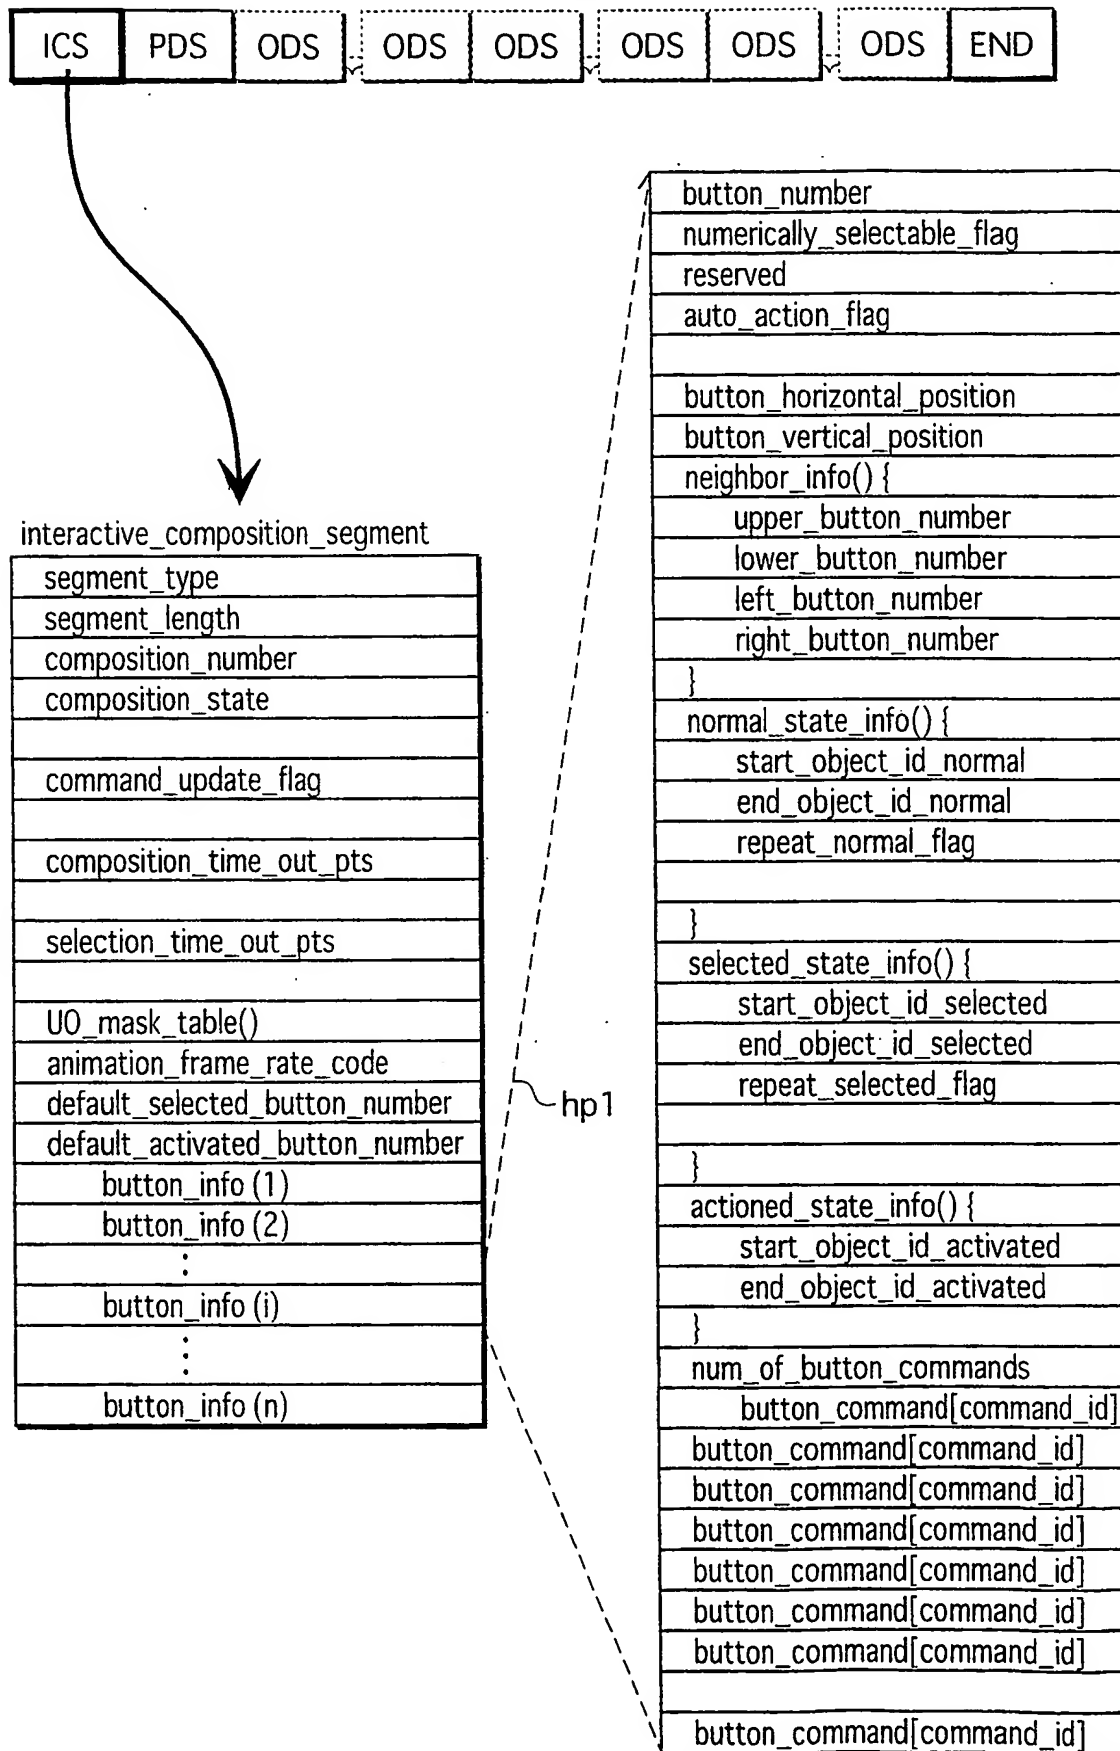 ICS PDS ODS ODS ODS ODS ODS ODS END
interactive_composition_segment
segment_type
segment_length
composition_number
composition_state
command_update_flag
composition_time_out_pts
selection_time_out_pts
UO_mask_table()
animation_frame_rate_code
default_selected_button_number
default_activated_button_number
button_info (1)
button_info (2)
⋮
button_info (i)
⋮
button_info (n)
hp1
button_number
numerically_selectable_flag
reserved
auto_action_flag
button_horizontal_position
button_vertical_position
neighbor_info() {
upper_button_number
lower_button_number
left_button_number
right_button_number
}
normal_state_info() {
start_object_id_normal
end_object_id_normal
repeat_normal_flag
}
selected_state_info() {
start_object_id_selected
end_object_id_selected
repeat_selected_flag
}
actioned_state_info() {
start_object_id_activated
end_object_id_activated
}
num_of_button_commands
button_command[command_id]
button_command[command_id]
button_command[command_id]
button_command[command_id]
button_command[command_id]
button_command[command_id]
button_command[command_id]
button_command[command_id]